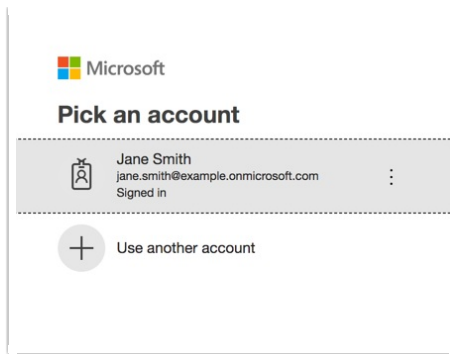 Microsoft
Pick an account
Jane Smith
jane.smith@example.onmicrosoft.com
Signed in
Use another account